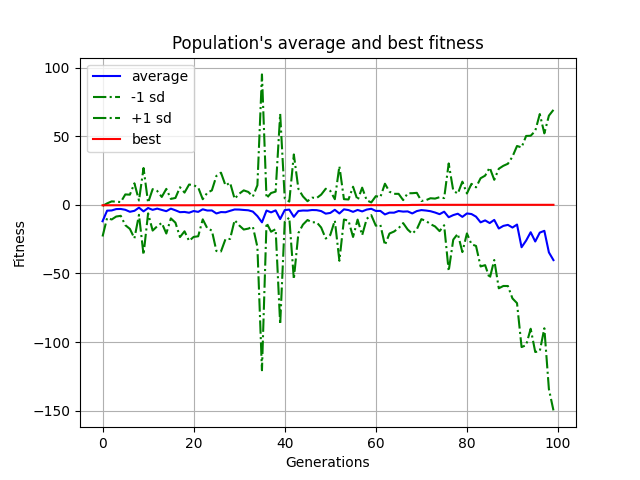 Population's average and best fitness
average
-1 sd
+1 sd
best
100
50
0
−50
−100
−150
Fitness
0 20 40 60 80 100
Generations